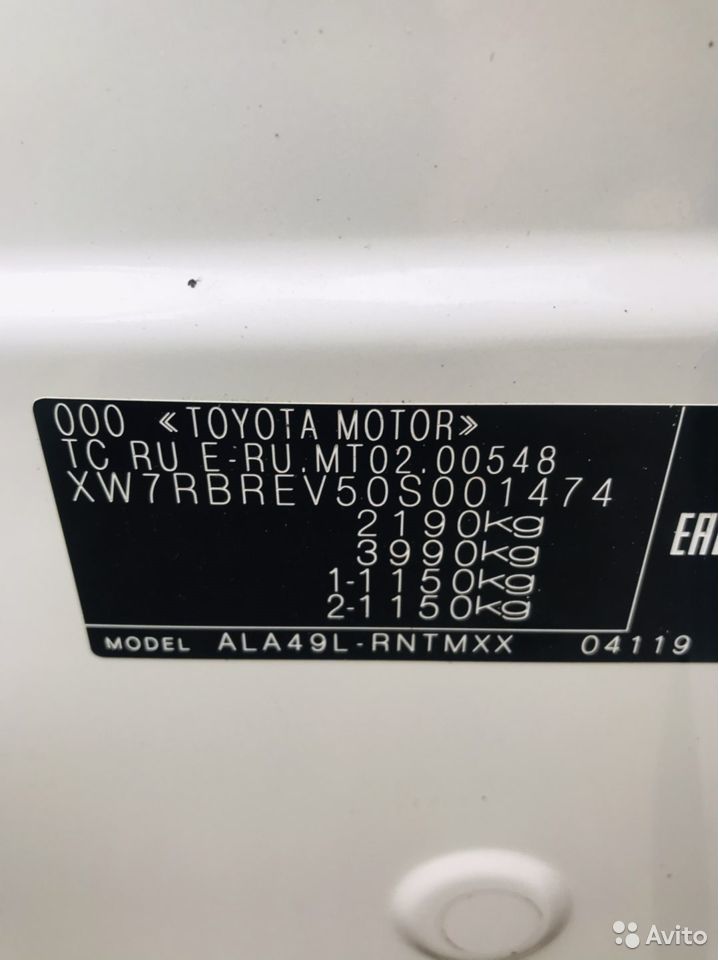 ООО «TOYOTA MOTOR»
TC RU E-RU.MT02.00548
XW7RBREV50S001474
2190kg
3990kg
1-1150kg
2-1150kg
EAC
MODEL ALA49L-RNTMXX 04119
Avito